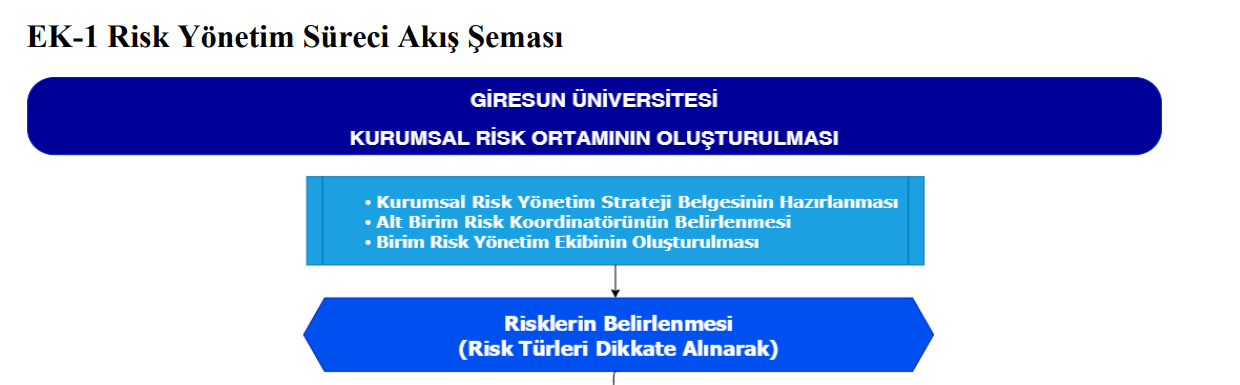 EK-1 Risk Yönetim Süreci Akış Şeması
GİRESUN ÜNİVERSİTESİ
KURUMSAL RİSK ORTAMININ OLUŞTURULMASI
• Kurumsal Risk Yönetim Strateji Belgesinin Hazırlanması
• Alt Birim Risk Koordinatörünün Belirlenmesi
• Birim Risk Yönetim Ekibinin Oluşturulması
Risklerin Belirlenmesi
(Risk Türleri Dikkate Alınarak)